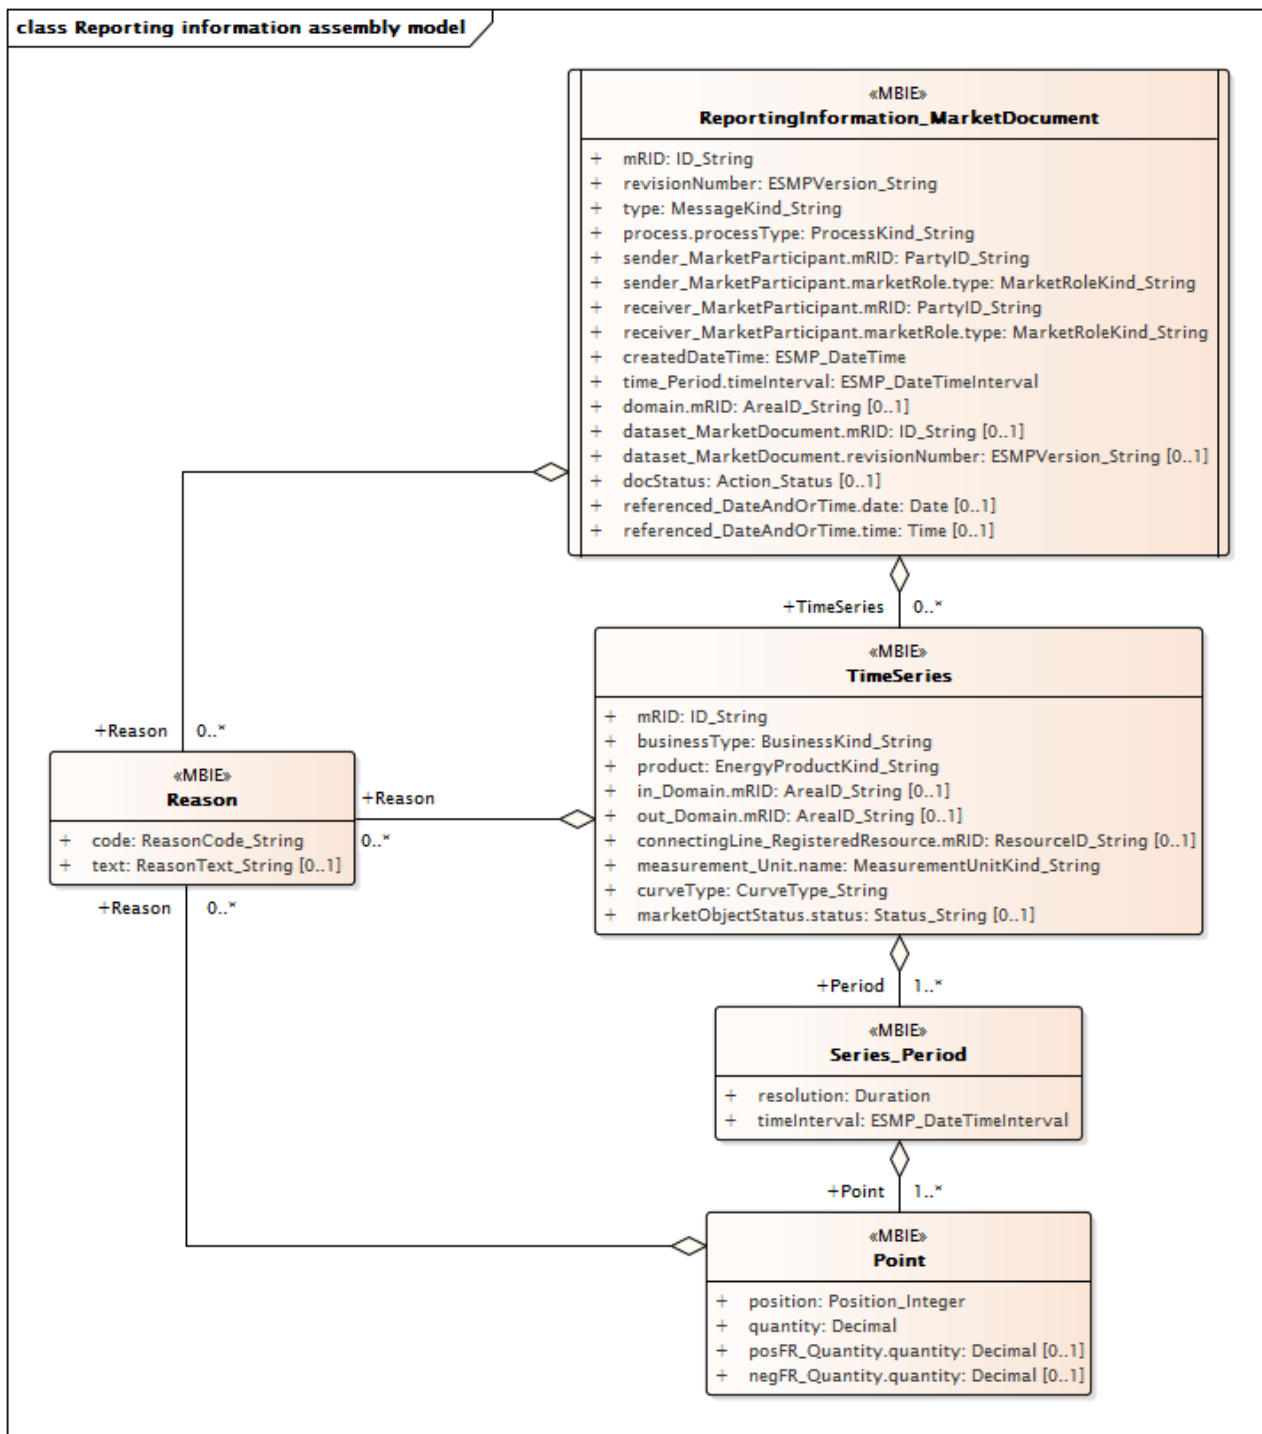 class Reporting information assembly model
«MBIE»
ReportingInformation_MarketDocument
+ mRID: ID_String
+ revisionNumber: ESMPVersion_String
+ type: MessageKind_String
+ process.processType: ProcessKind_String
+ sender_MarketParticipant.mRID: PartyID_String
+ sender_MarketParticipant.marketRole.type: MarketRoleKind_String
+ receiver_MarketParticipant.mRID: PartyID_String
+ receiver_MarketParticipant.marketRole.type: MarketRoleKind_String
+ createdDateTime: ESMP_DateTime
+ time_Period.timeInterval: ESMP_DateTimeInterval
+ domain.mRID: AreaID_String [0..1]
+ dataset_MarketDocument.mRID: ID_String [0..1]
+ dataset_MarketDocument.revisionNumber: ESMPVersion_String [0..1]
+ docStatus: Action_Status [0..1]
+ referenced_DateAndOrTime.date: Date [0..1]
+ referenced_DateAndOrTime.time: Time [0..1]
+TimeSeries 0..*
«MBIE»
TimeSeries
+ mRID: ID_String
+ businessType: BusinessKind_String
+ product: EnergyProductKind_String
+ in_Domain.mRID: AreaID_String [0..1]
+ out_Domain.mRID: AreaID_String [0..1]
+ connectingLine_RegisteredResource.mRID: ResourceID_String [0..1]
+ measurement_Unit.name: MeasurementUnitKind_String
+ curveType: CurveType_String
+ marketObjectStatus.status: Status_String [0..1]
+Reason 0..*
«MBIE»
Reason
+ code: ReasonCode_String
+ text: ReasonText_String [0..1]
+Reason
0..*
+Reason 0..*
+Period 1..*
«MBIE»
Series_Period
+ resolution: Duration
+ timeInterval: ESMP_DateTimeInterval
+Point 1..*
«MBIE»
Point
+ position: Position_Integer
+ quantity: Decimal
+ posFR_Quantity.quantity: Decimal [0..1]
+ negFR_Quantity.quantity: Decimal [0..1]